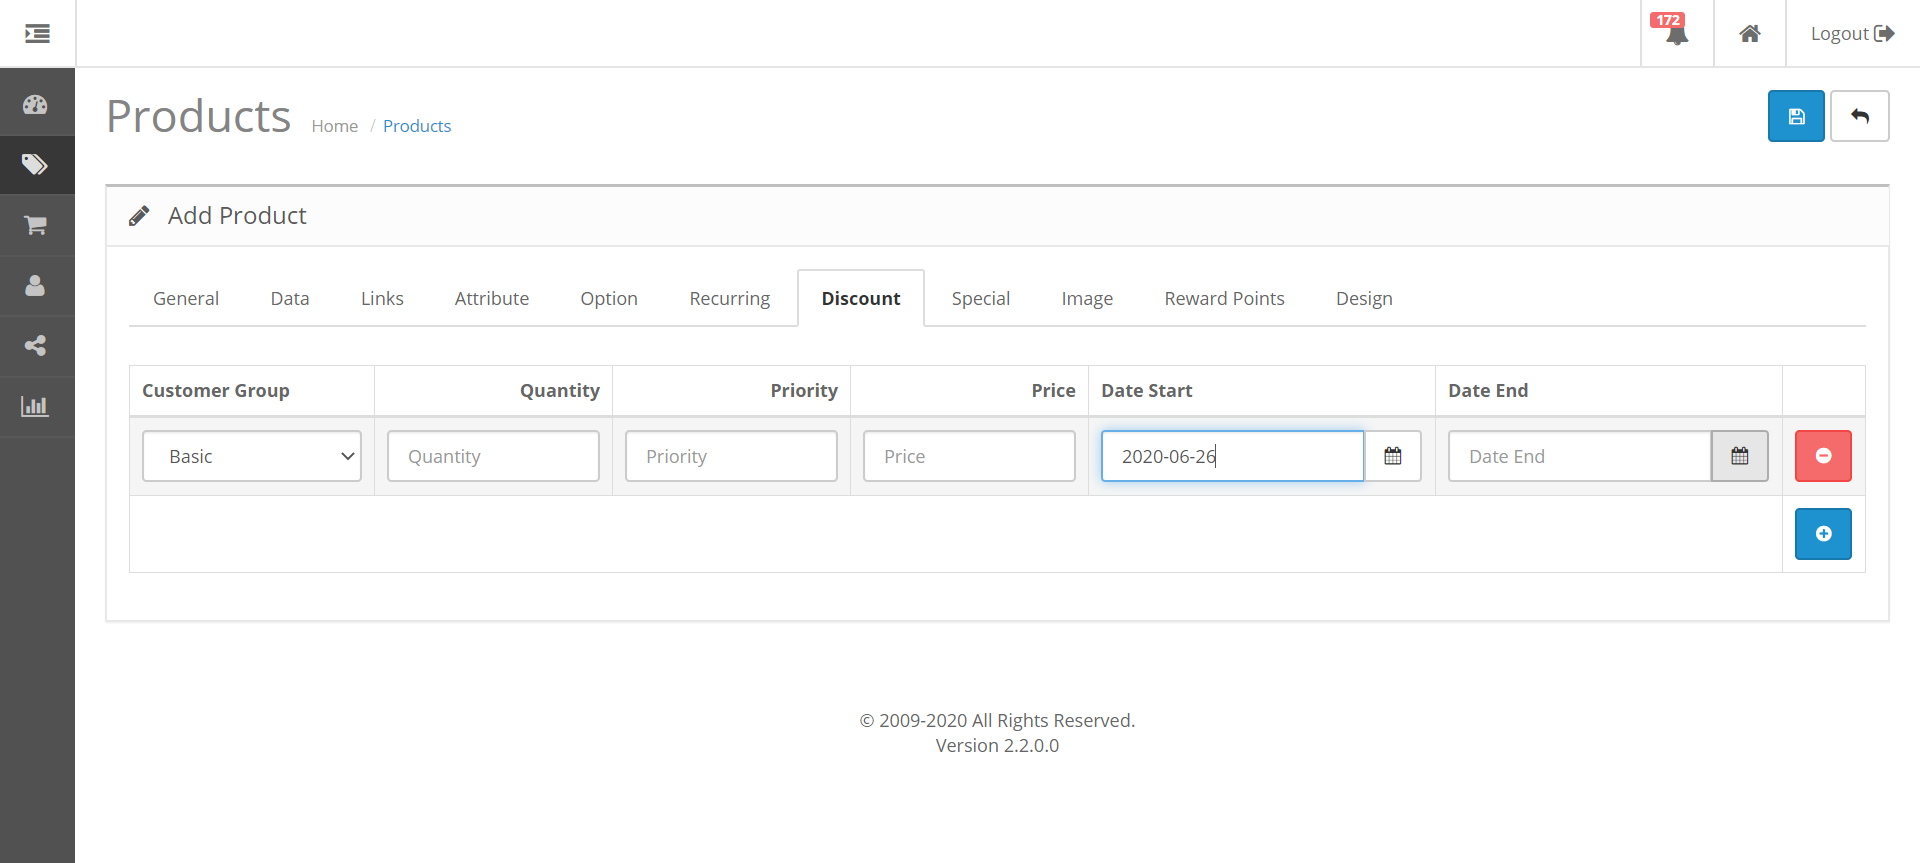 172
Logout
Products Home / Products
Add Product
General Data Links Attribute Option Recurring Discount Special Image Reward Points Design
Customer Group Quantity Priority Price Date Start Date End
Basic Quantity Priority Price 2020-06-26 Date End
© 2009-2020 All Rights Reserved.
Version 2.2.0.0